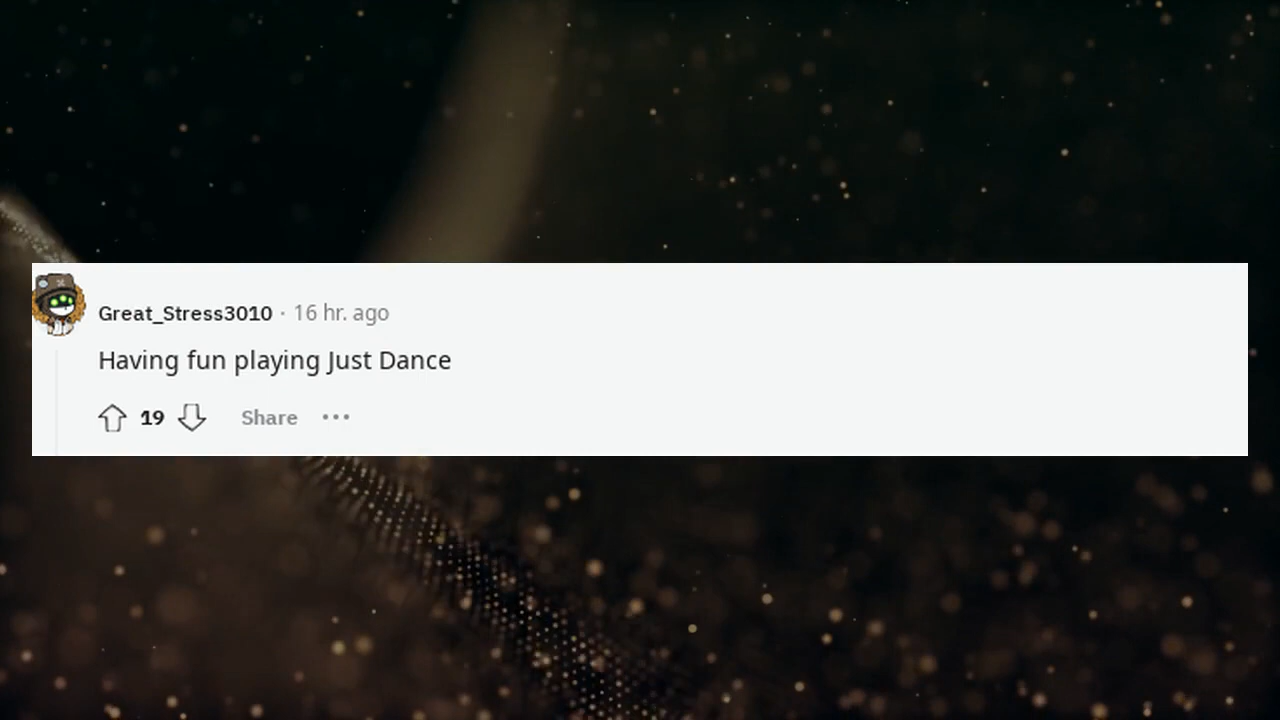 Great_Stress3010 · 16 hr. ago
Having fun playing Just Dance
19 Share